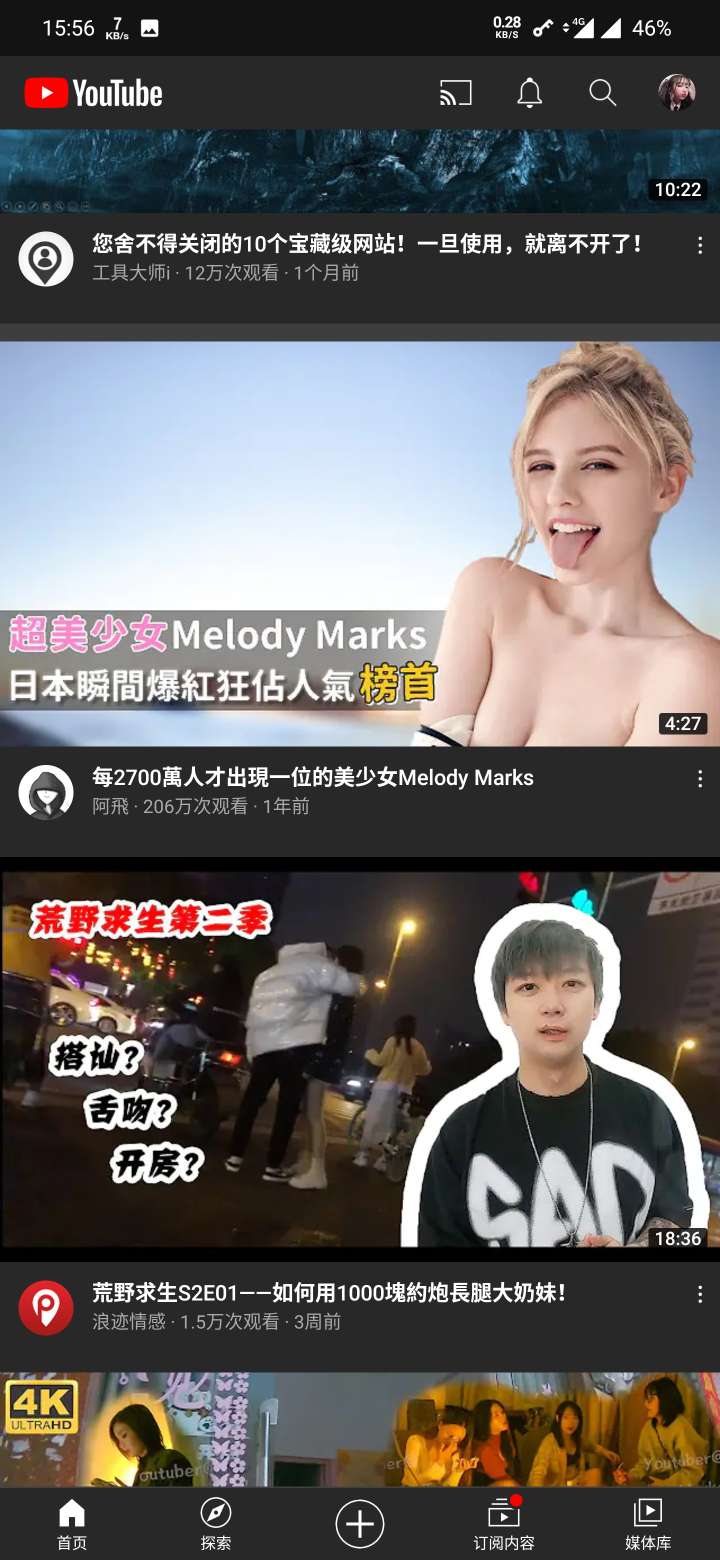 15:56 7 KB/s 0.28 KB/S 4G 46%
YouTube
10:22
您舍不得关闭的10个宝藏级网站！一旦使用，就离不开了！
工具大师i · 12万次观看 · 1个月前
超美少女Melody Marks
日本瞬間爆紅狂佔人氣榜首
4:27
每2700萬人才出現一位的美少女Melody Marks
阿飛 · 206万次观看 · 1年前
荒野求生第二季
搭讪？
舌吻？
开房？
SAD
18:36
荒野求生S2E01——如何用1000塊約炮長腿大奶妹！
浪迹情感 · 1.5万次观看 · 3周前
4K
ULTRAHD
首页 探索 订阅内容 媒体库